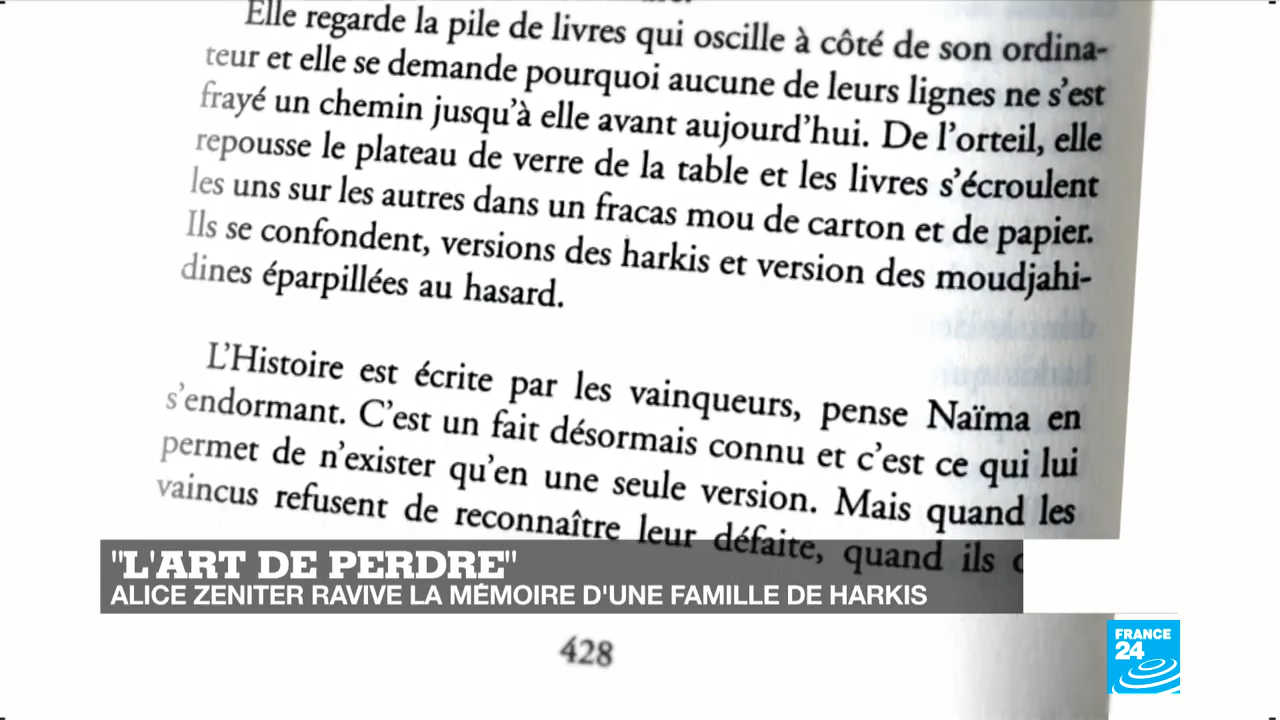 Elle regarde la pile de livres qui oscille à côté de son ordina-
teur et elle se demande pourquoi aucune de leurs lignes ne s'est
frayé un chemin jusqu'à elle avant aujourd'hui. De l'orteil, elle
repousse le plateau de verre de la table et les livres s'écroulent
les uns sur les autres dans un fracas mou de carton et de papier.
Ils se confondent, versions des harkis et version des moudjahi-
dines éparpillées au hasard.
L'Histoire est écrite par les vainqueurs, pense Naïma en
s'endormant. C'est un fait désormais connu et c'est ce qui lui
permet de n'exister qu'en une seule version. Mais quand les
vaincus refusent de reconnaître leur défaite, quand ils
"L'ART DE PERDRE"
ALICE ZENITER RAVIVE LA MÉMOIRE D'UNE FAMILLE DE HARKIS
428
FRANCE
24